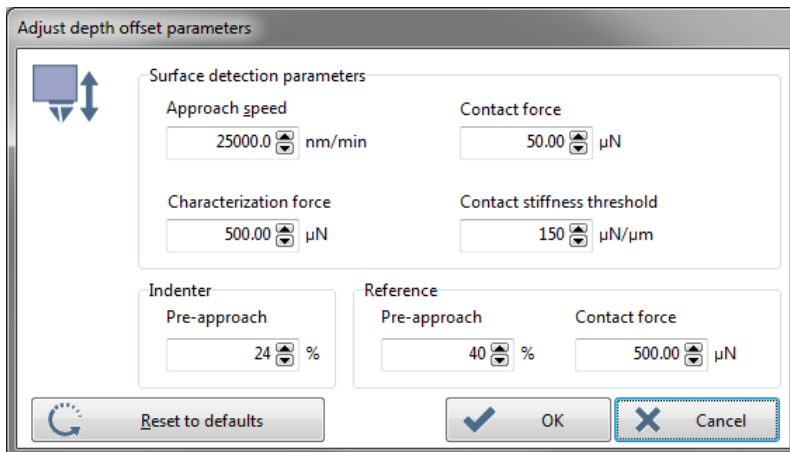 Adjust depth offset parameters
Surface detection parameters
Approach speed
Contact force
25000.0 nm/min
50.00 µN
Characterization force
Contact stiffness threshold
500.00 µN
150 µN/µm
Indenter
Reference
Pre-approach
Pre-approach
Contact force
24 %
40 %
500.00 µN
Reset to defaults
OK
Cancel